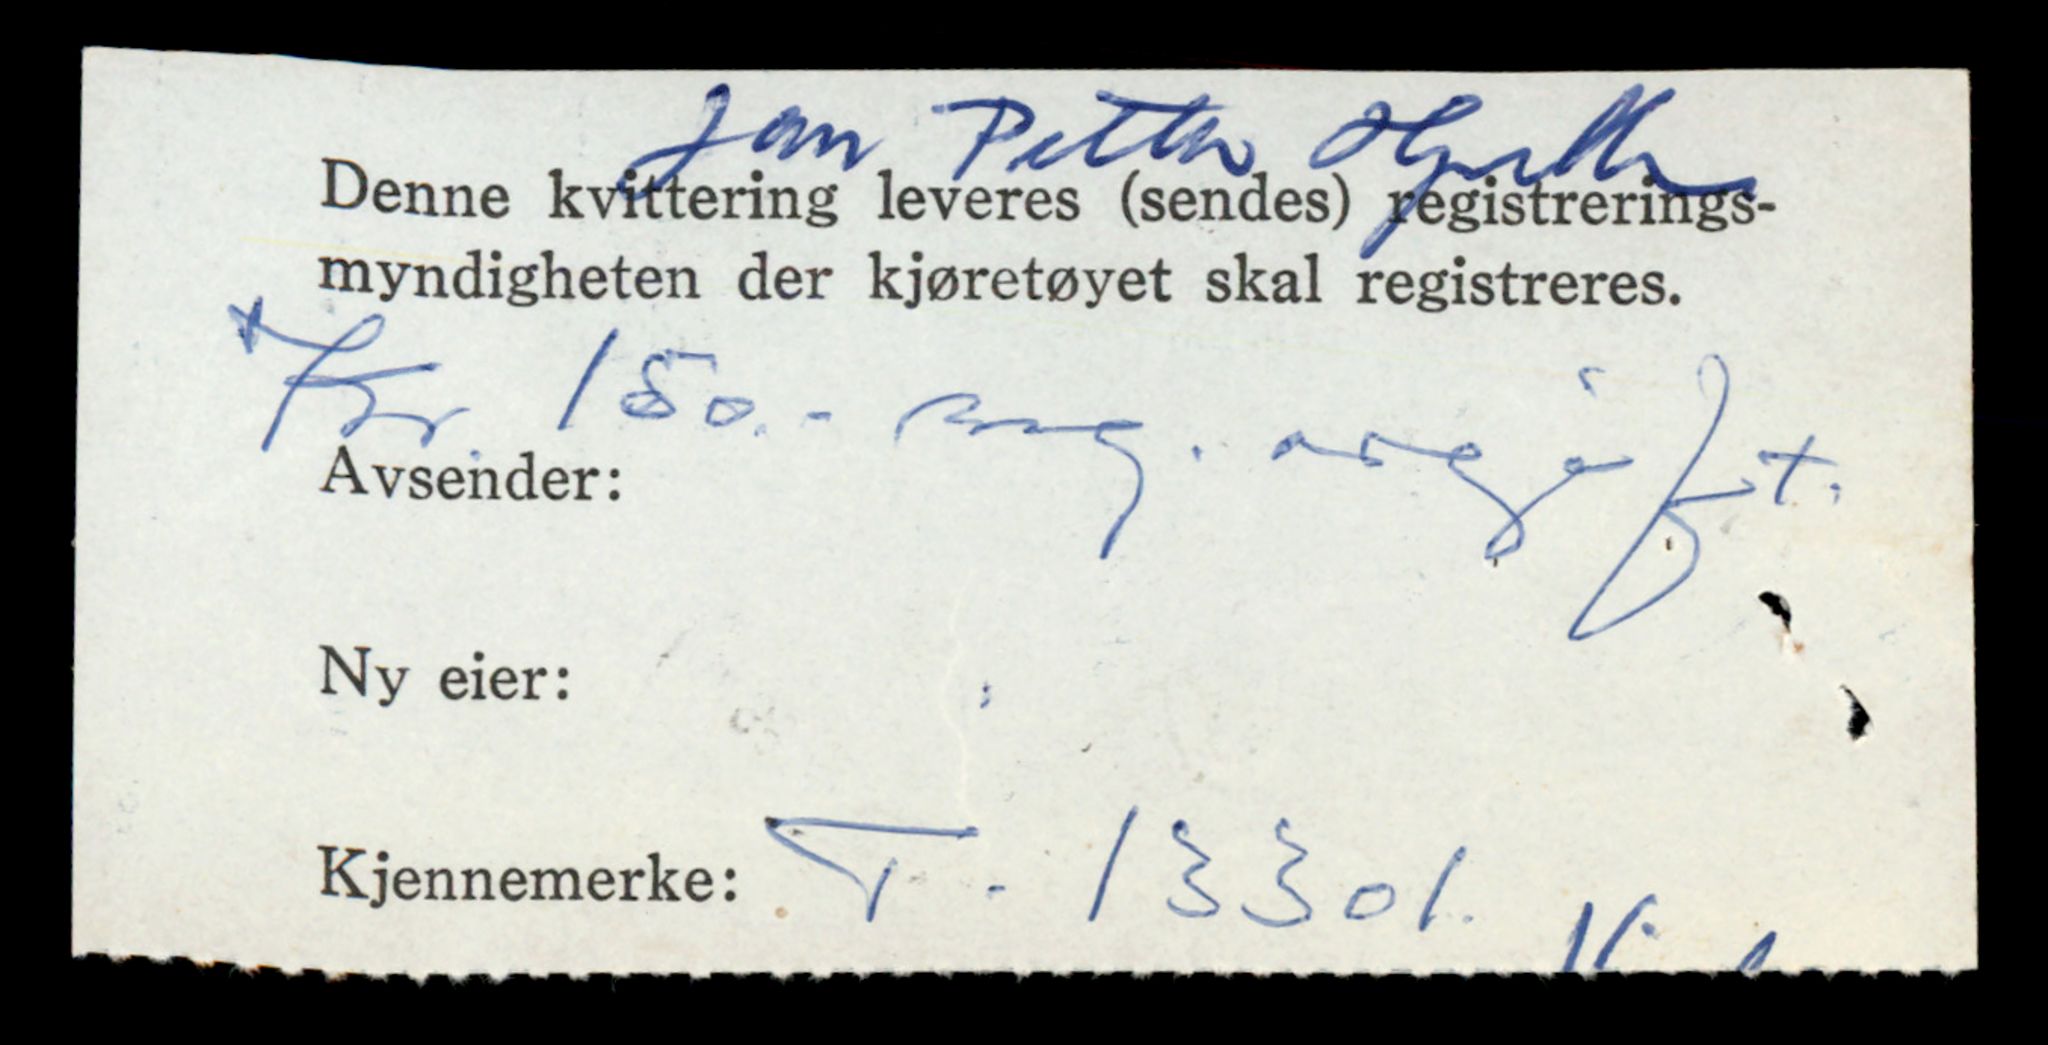 Jan Petter
Denne kvittering leveres (sendes) registrerings-
myndigheten der kjøretøyet skal registreres.
Kr 150.- reg. avgift.
Avsender:
Ny eier:
Kjennemerke: T - 13301.